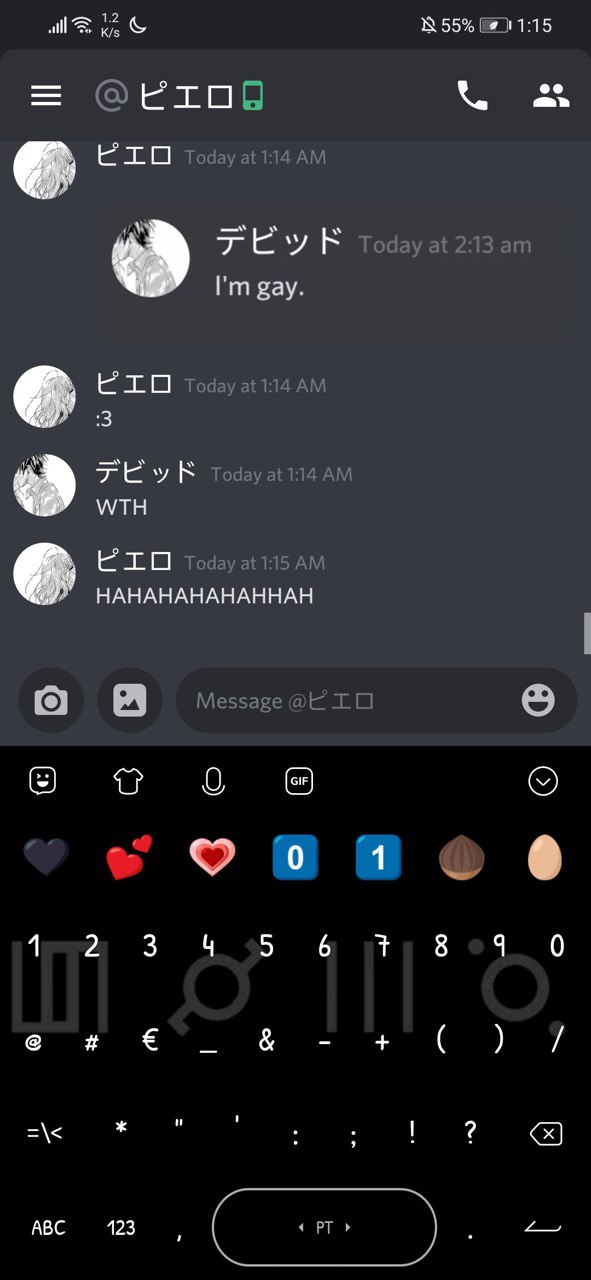 1.2
K/s
55% 1:15
@ピエロ
ピエロ Today at 1:14 AM
デビッド Today at 2:13 am
I'm gay.
ピエロ Today at 1:14 AM
:3
デビッド Today at 1:14 AM
WTH
ピエロ Today at 1:15 AM
HAHAHAHAHAHHAH
Message @ピエロ
GIF
0 1
1 2 3 4 5 6 7 8 9 0
@ # € _ & - + ( ) /
=\< * " ' : ; ! ?
ABC 123 , PT .